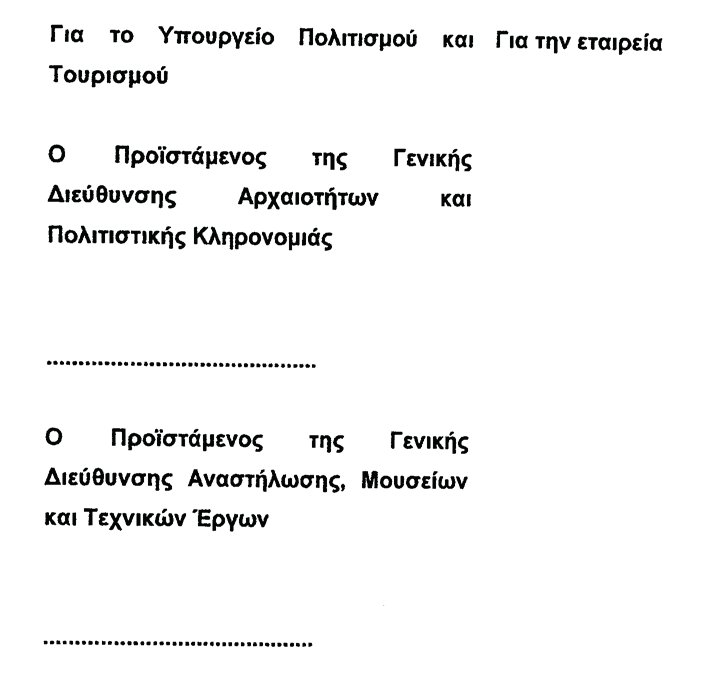 Για το Υπουργείο Πολιτισμού και Για την εταιρεία
Τουρισμού
Ο Προϊστάμενος της Γενικής
Διεύθυνσης Αρχαιοτήτων και
Πολιτιστικής Κληρονομιάς
............................................
Ο Προϊστάμενος της Γενικής
Διεύθυνσης Αναστήλωσης, Μουσείων
και Τεχνικών Έργων
............................................